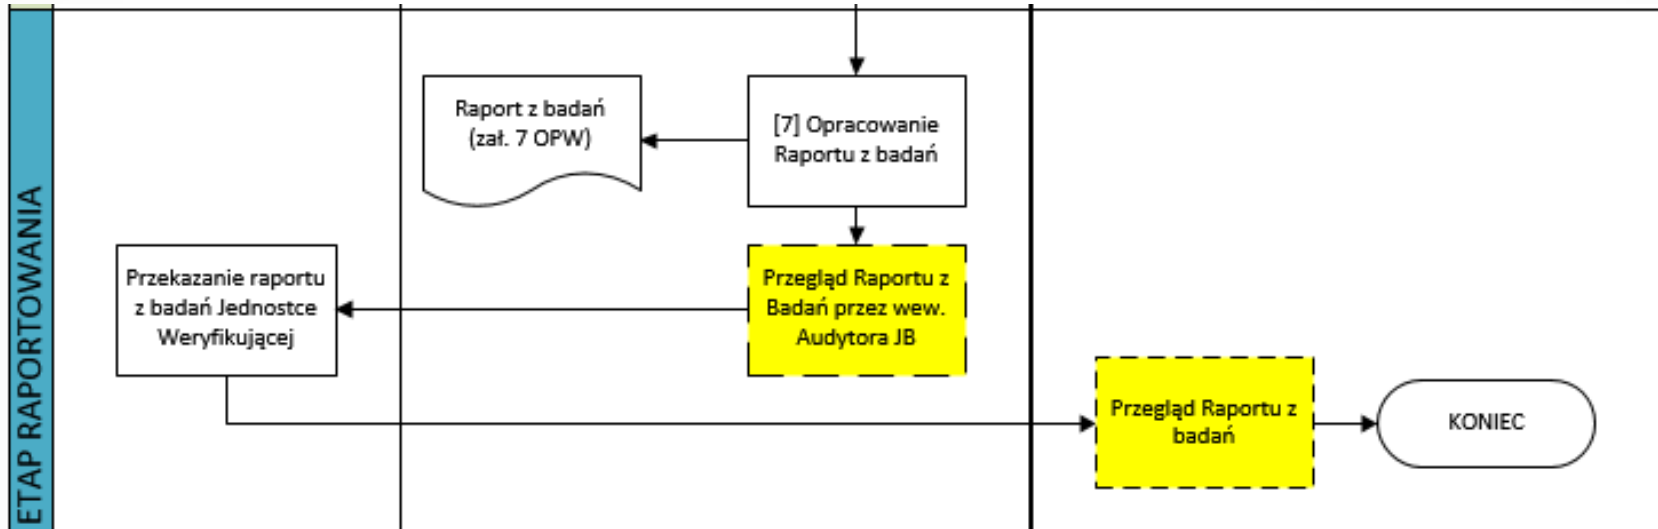 ETAP RAPORTOWANIA
Raport z badań
(zał. 7 OPW)
[7] Opracowanie
Raportu z badań
Przekazanie raportu
z badań Jednostce
Weryfikującej
Przegląd Raportu z
Badań przez wew.
Audytora JB
Przegląd Raportu z
badań
KONIEC